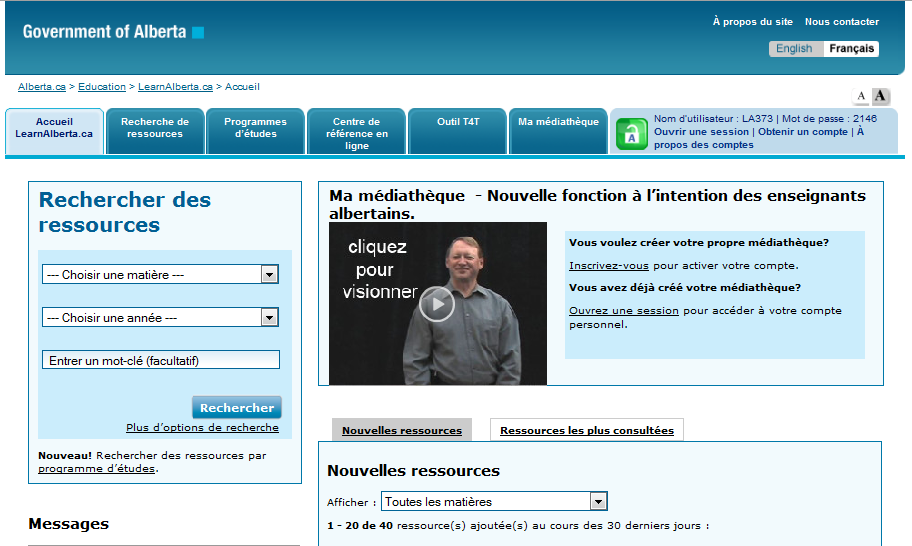 Government of Alberta
À propos du site Nous contacter
English Français
Alberta.ca > Education > LearnAlberta.ca > Accueil
A A
Accueil
LearnAlberta.ca
Recherche de
ressources
Programmes
d'études
Centre de
référence en
ligne
Outil T4T
Ma médiathèque
A
Nom d'utilisateur : LA373 | Mot de passe : 2146
Ouvrir une session | Obtenir un compte | À
propos des comptes
Rechercher des
ressources
--- Choisir une matière ---
--- Choisir une année ---
Entrer un mot-clé (facultatif)
Rechercher
Plus d'options de recherche
Nouveau! Rechercher des ressources par
programme d'études.
Messages
Ma médiathèque - Nouvelle fonction à l'intention des enseignants
albertains.
cliquez
pour
visionner
Vous voulez créer votre propre médiathèque?
Inscrivez-vous pour activer votre compte.
Vous avez déjà créé votre médiathèque?
Ouvrez une session pour accéder à votre compte
personnel.
Nouvelles ressources
Ressources les plus consultées
Nouvelles ressources
Afficher : Toutes les matières
1 - 20 de 40 ressource(s) ajoutée(s) au cours des 30 derniers jours :